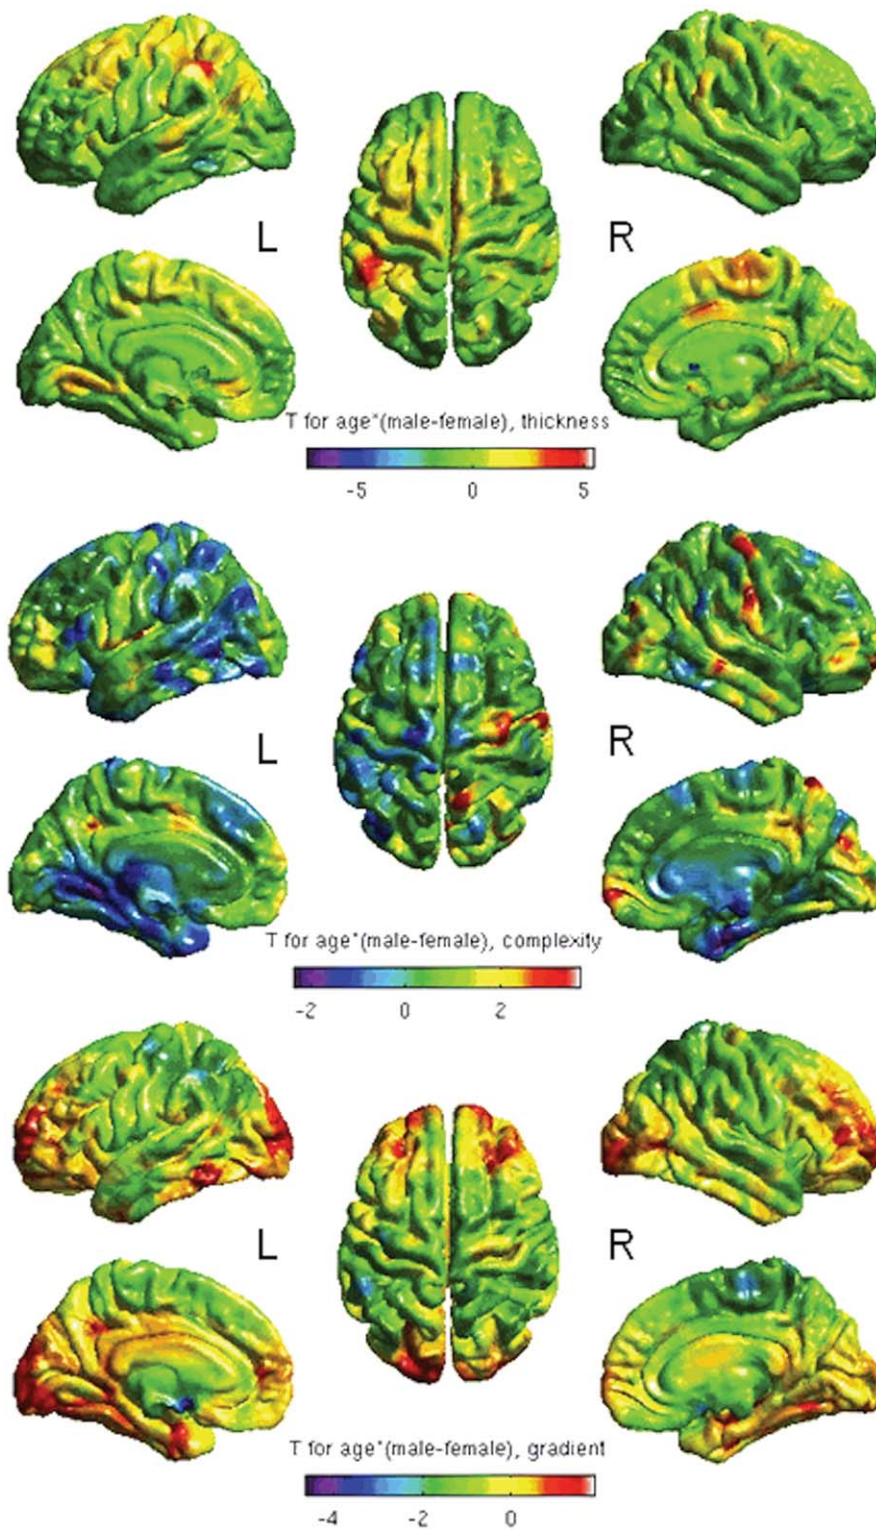 L R
T for age*(male-female), thickness
-5 0 5
L R
T for age*(male-female), complexity
-2 0 2
L R
T for age*(male-female), gradient
-4 -2 0